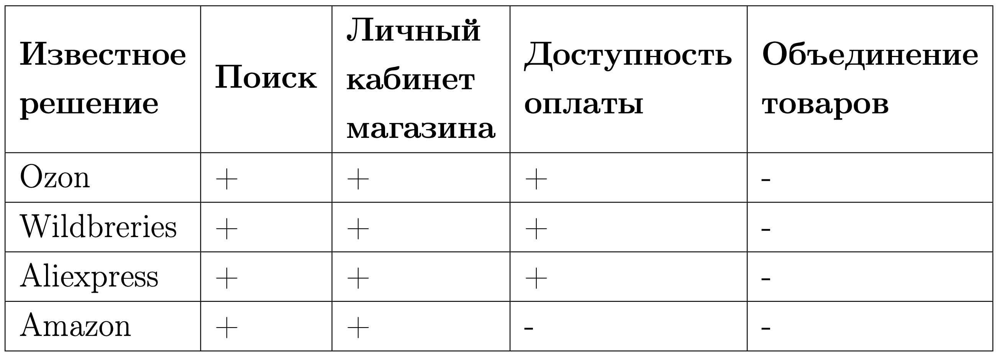 Известное
решение
Поиск
Личный
кабинет
магазина
Доступность
оплаты
Объединение
товаров
Ozon + + + -
Wildbreries + + + -
Aliexpress + + + -
Amazon + + - -